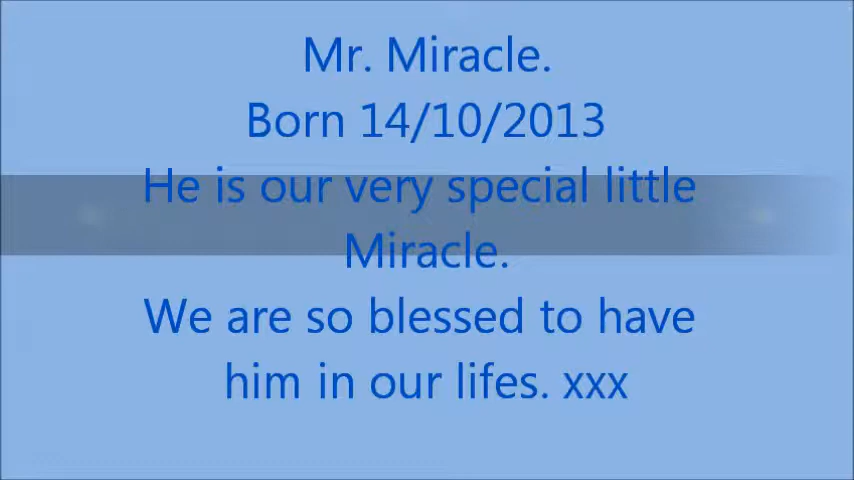 Mr. Miracle.
Born 14/10/2013
He is our very special little
Miracle.
We are so blessed to have
him in our lifes. xxx